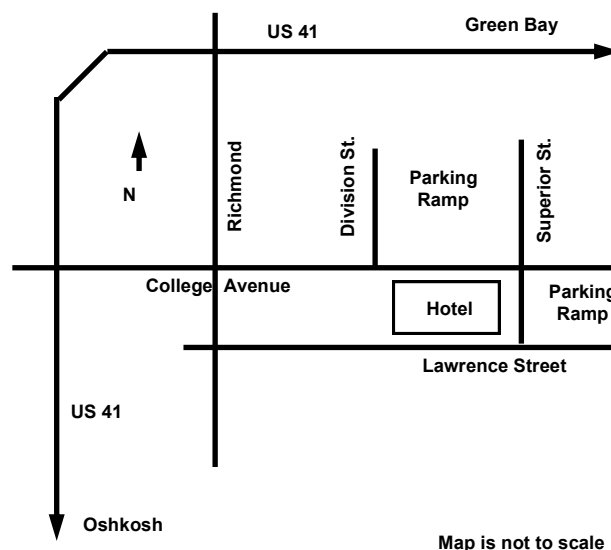 US 41
Green Bay
N
Richmond
Division St.
Parking
Ramp
Superior St.
College Avenue
Hotel
Parking
Ramp
Lawrence Street
US 41
Oshkosh
Map is not to scale